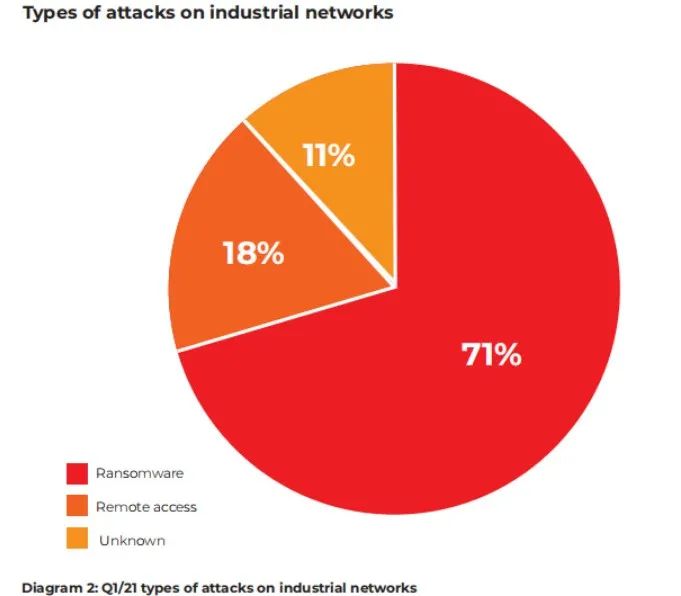 Types of attacks on industrial networks
11%
18%
71%
Ransomware
Remote access
Unknown
Diagram 2: Q1/21 types of attacks on industrial networks